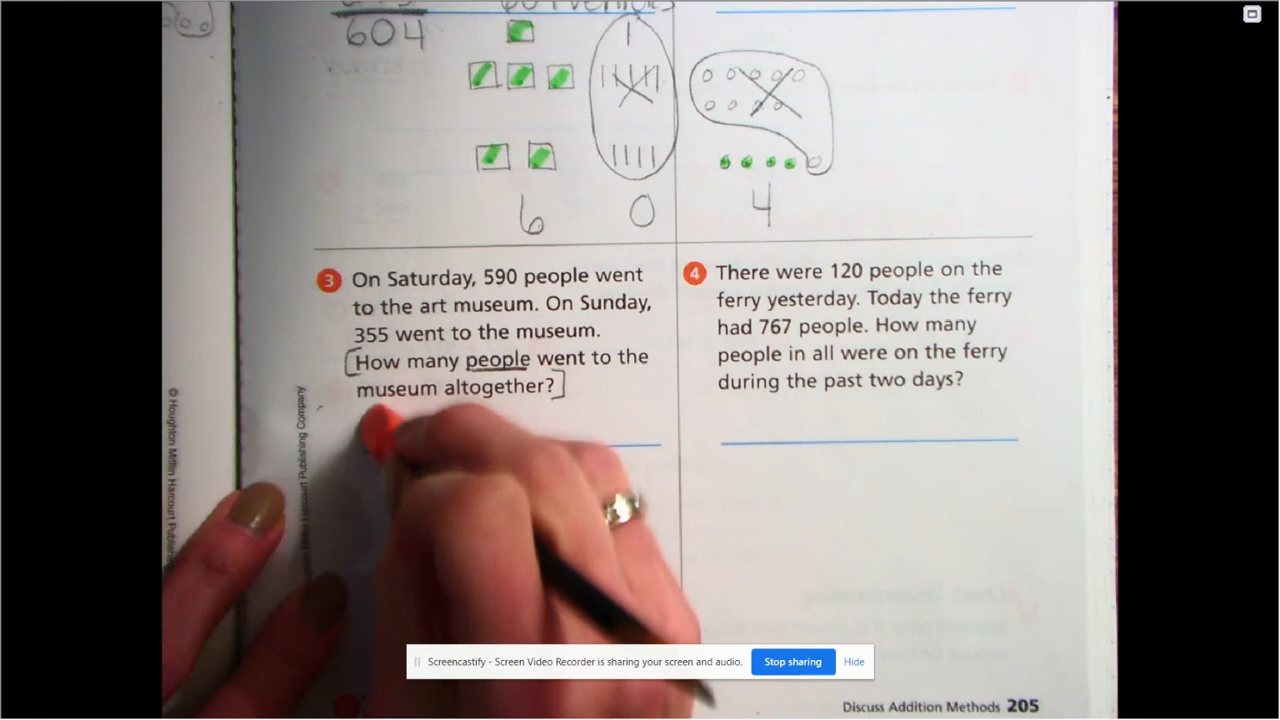 604
6 0 4
3 On Saturday, 590 people went
to the art museum. On Sunday,
355 went to the museum.
[How many people went to the
museum altogether?]
4 There were 120 people on the
ferry yesterday. Today the ferry
had 767 people. How many
people in all were on the ferry
during the past two days?
© Houghton Mifflin Harcourt
Houghton Mifflin Harcourt Publishing Company
Screencastify - Screen Video Recorder is sharing your screen and audio.
Stop sharing
Hide
Discuss Addition Methods 205